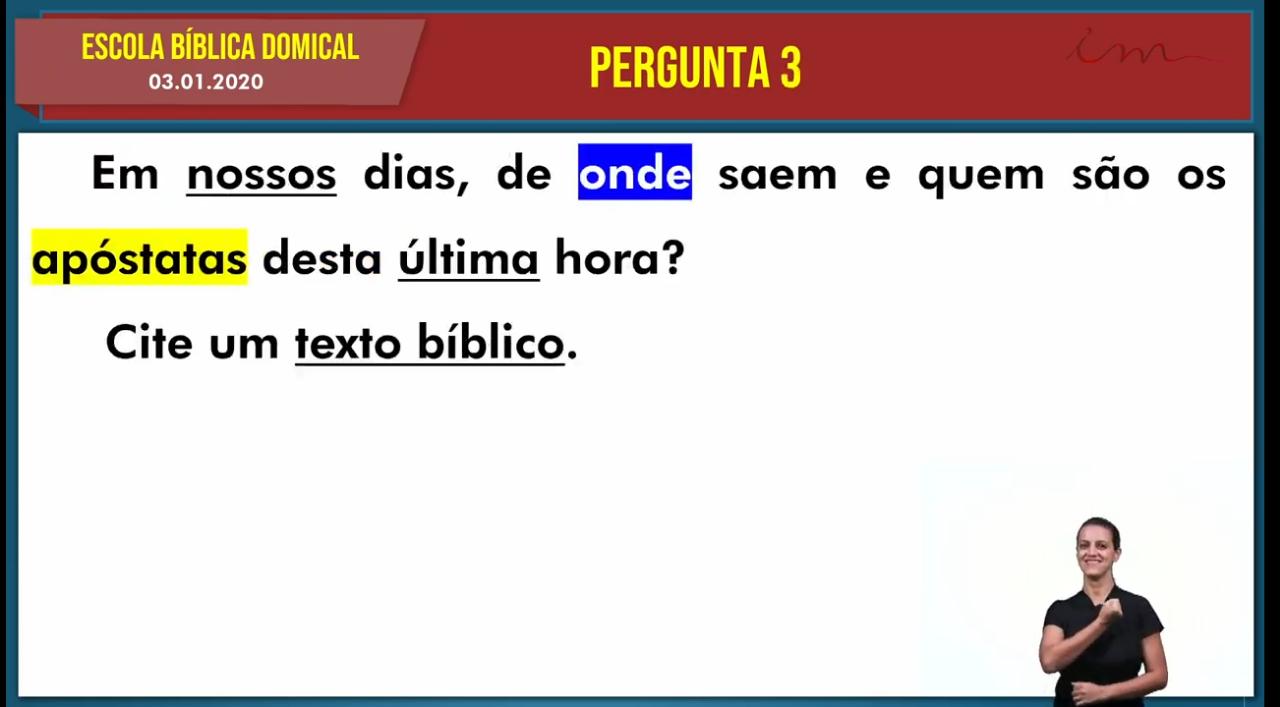 ESCOLA BÍBLICA DOMICAL
03.01.2020
PERGUNTA 3
im
Em nossos dias, de onde saem e quem são os
apóstatas desta última hora?
Cite um texto bíblico.